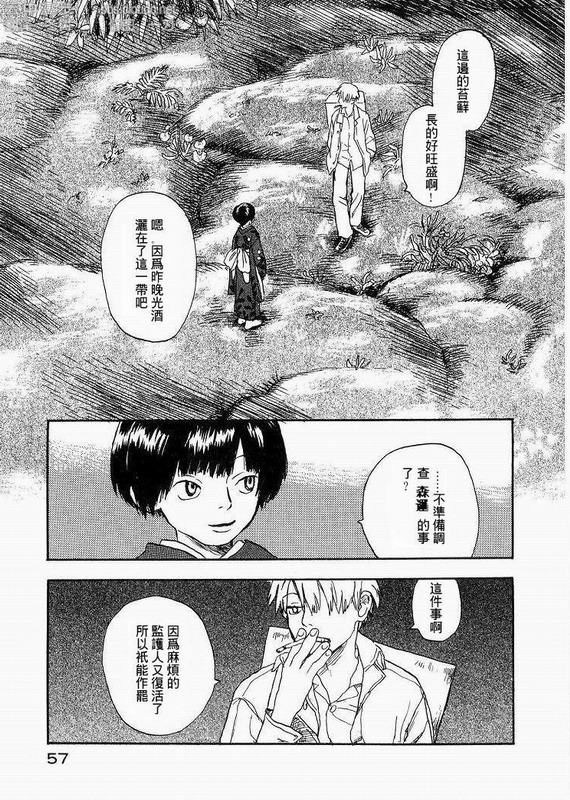 這邊的苔蘚
長的好旺盛啊!
嗯 因爲昨晚光酒
灑在了這一帶吧
……不準備調
查 森邏 的事
了?
這件事啊
因爲麻煩的
監護人又復活了
所以祇能作罷
57